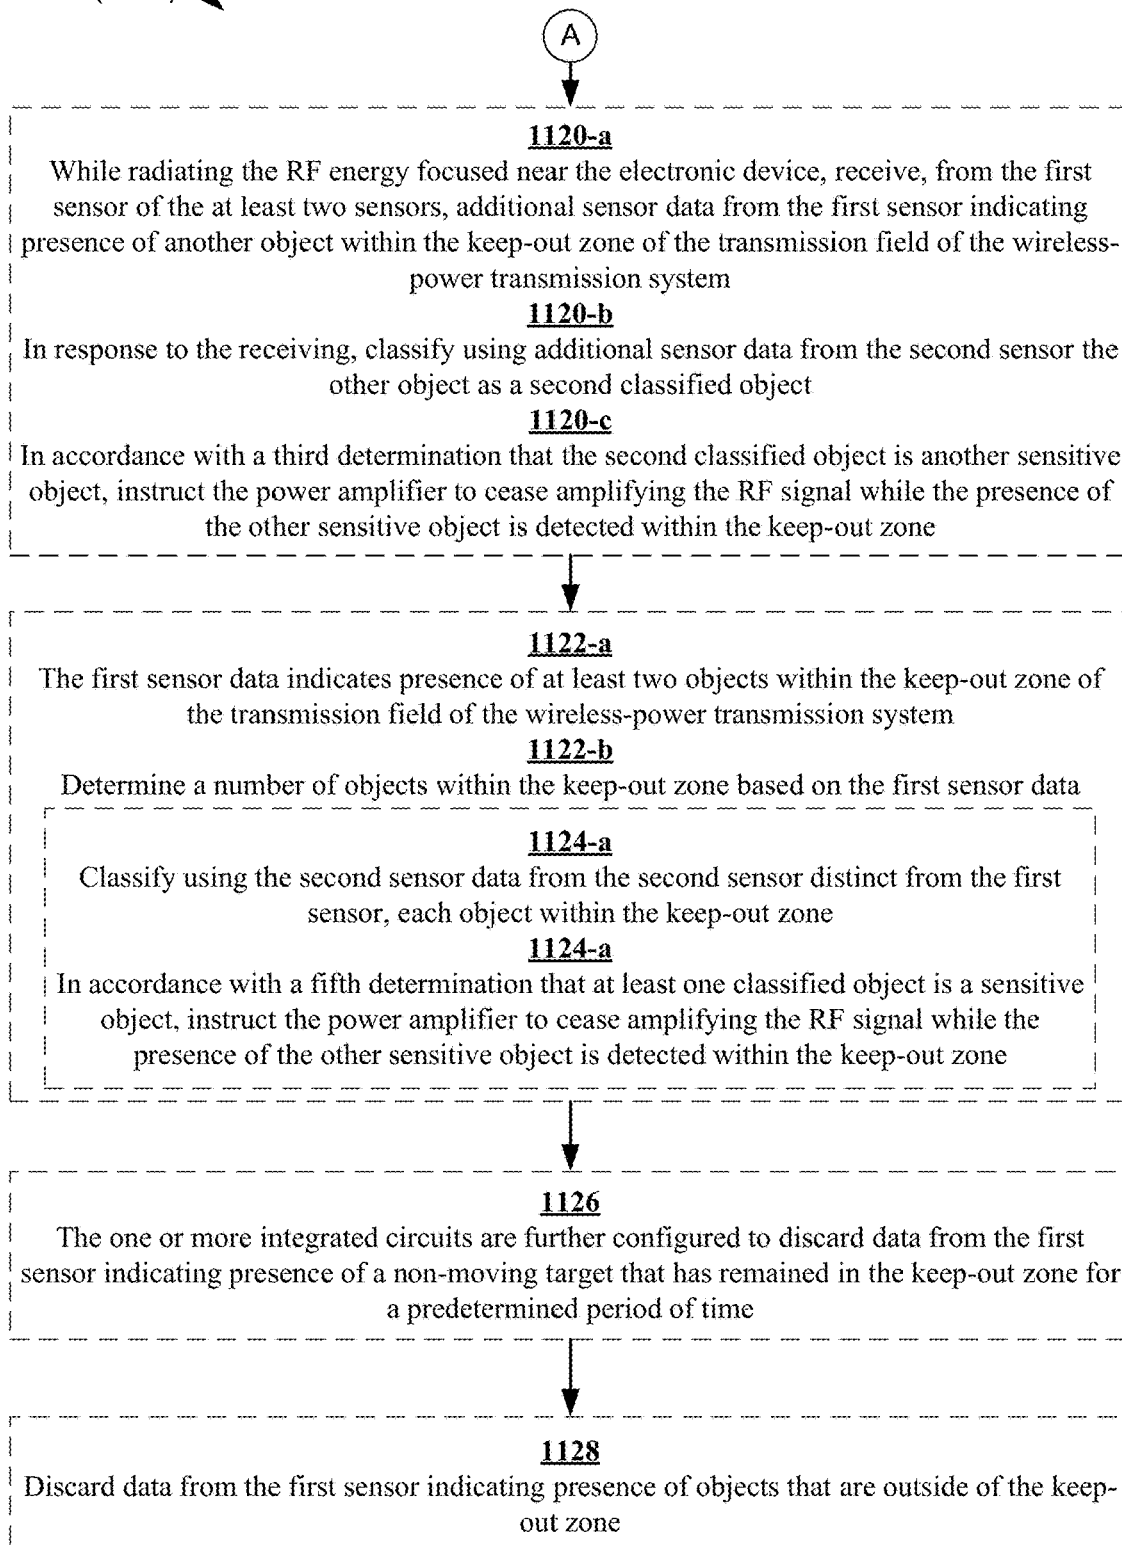 A
1120-a
While radiating the RF energy focused near the electronic device, receive, from the first
sensor of the at least two sensors, additional sensor data from the first sensor indicating
presence of another object within the keep-out zone of the transmission field of the wireless-
power transmission system
1120-b
In response to the receiving, classify using additional sensor data from the second sensor the
other object as a second classified object
1120-c
In accordance with a third determination that the second classified object is another sensitive
object, instruct the power amplifier to cease amplifying the RF signal while the presence of
the other sensitive object is detected within the keep-out zone
1122-a
The first sensor data indicates presence of at least two objects within the keep-out zone of
the transmission field of the wireless-power transmission system
1122-b
Determine a number of objects within the keep-out zone based on the first sensor data
1124-a
Classify using the second sensor data from the second sensor distinct from the first
sensor, each object within the keep-out zone
1124-a
In accordance with a fifth determination that at least one classified object is a sensitive
object, instruct the power amplifier to cease amplifying the RF signal while the
presence of the other sensitive object is detected within the keep-out zone
1126
The one or more integrated circuits are further configured to discard data from the first
sensor indicating presence of a non-moving target that has remained in the keep-out zone for
a predetermined period of time
1128
Discard data from the first sensor indicating presence of objects that are outside of the keep-
out zone